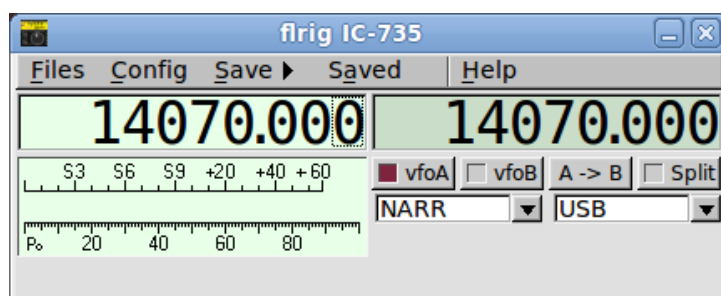 flrig IC-735
Files Config Save Saved Help
14070.000 14070.000
S3 S6 S9 +20 +40 +60
vfoA vfoB A -> B Split
NARR USB
Po 20 40 60 80